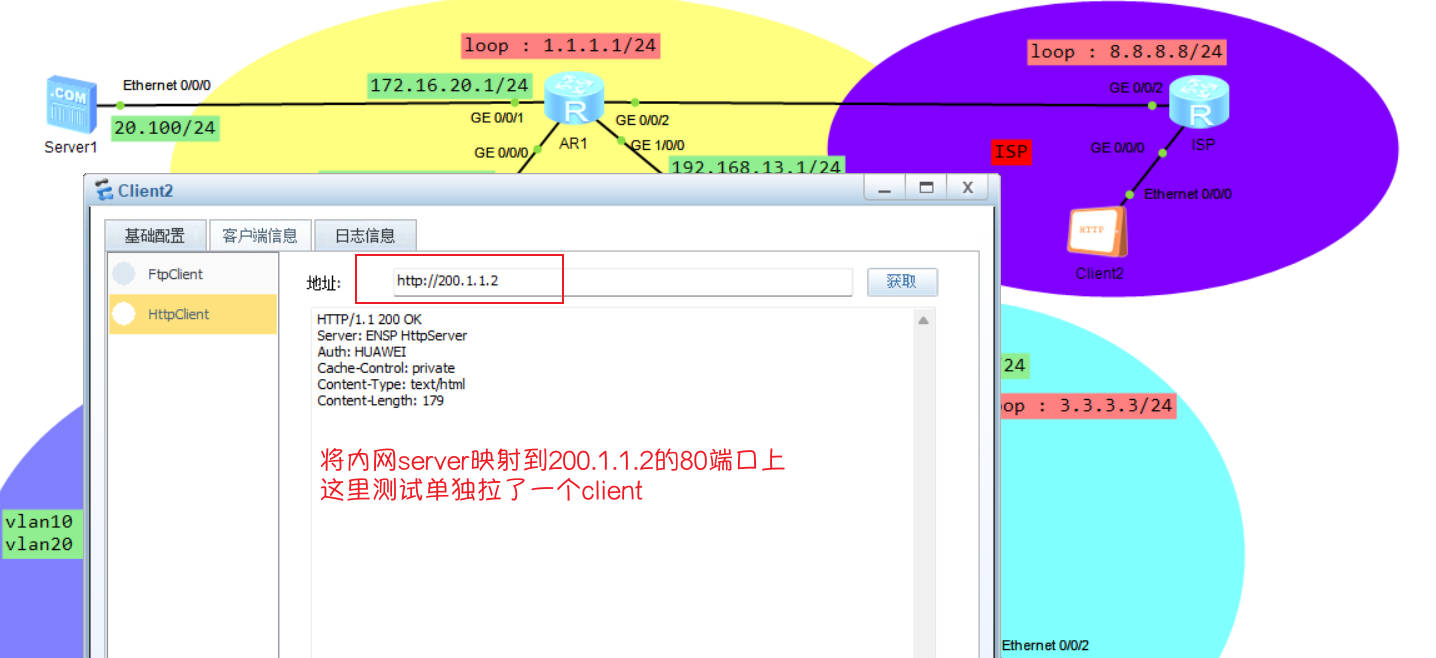 loop : 1.1.1.1/24
loop : 8.8.8.8/24
Ethernet 0/0/0
172.16.20.1/24
GE 0/0/2
.COM
R
R
20.100/24
GE 0/0/1
GE 0/0/2
Server1
AR1
GE 0/0/0
GE 1/0/0
ISP
GE 0/0/0
ISP
192.168.13.1/24
Client2
X
Ethernet 0/0/0
基础配置
客户端信息
日志信息
HTTP
FtpClient
地址:
http://200.1.1.2
获取
Client2
HttpClient
HTTP/1.1 200 OK
Server: ENSP HttpServer
Auth: HUAWEI
Cache-Control: private
Content-Type: text/html
Content-Length: 179
24
op : 3.3.3.3/24
将内网server映射到200.1.1.2的80端口上
这里测试单独拉了一个client
vlan10
vlan20
Ethernet 0/0/2